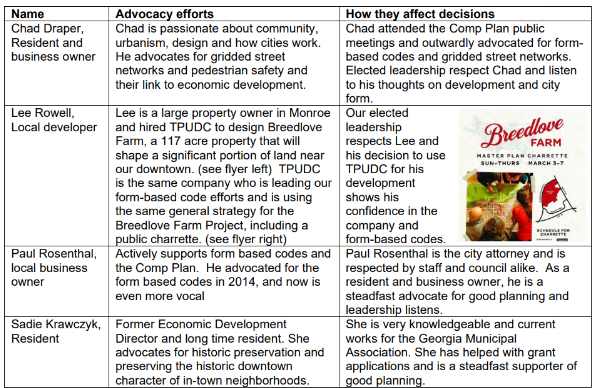 Name
Advocacy efforts
How they affect decisions
Chad Draper,
Resident and
business owner
Chad is passionate about community,
urbanism, design and how cities work.
He advocates for gridded street
networks and pedestrian safety and
their link to economic development.
Chad attended the Comp Plan public
meetings and outwardly advocated for form-
based codes and gridded street networks.
Elected leadership respect Chad and listen
to his thoughts on development and city
form.
Lee Rowell,
Local developer
Lee is a large property owner in Monroe
and hired TPUDC to design Breedlove
Farm, a 117 acre property that will
shape a significant portion of land near
our downtown. (see flyer left) TPUDC
is the same company who is leading our
form-based code efforts and is using
the same general strategy for the
Breedlove Farm Project, including a
public charrette. (see flyer right)
Our elected
leadership
respects Lee and
his decision to use
TPUDC for his
development
shows his
confidence in the
company and
form-based codes.
Breedlove
FARM
MASTER PLAN CHARRETTE
SUN-THURS MARCH 3-7
SCHEDULE FOR
CHARRETTE
Paul Rosenthal,
local business
owner
Actively supports form based codes and
the Comp Plan. He advocated for the
form based codes in 2014, and now is
even more vocal
Paul Rosenthal is the city attorney and is
respected by staff and council alike. As a
resident and business owner, he is a
steadfast advocate for good planning and
leadership listens.
Sadie Krawczyk,
Resident
Former Economic Development
Director and long time resident. She
advocates for historic preservation and
preserving the historic downtown
character of in-town neighborhoods.
She is very knowledgeable and current
works for the Georgia Municipal
Association. She has helped with grant
applications and is a steadfast supporter of
good planning.